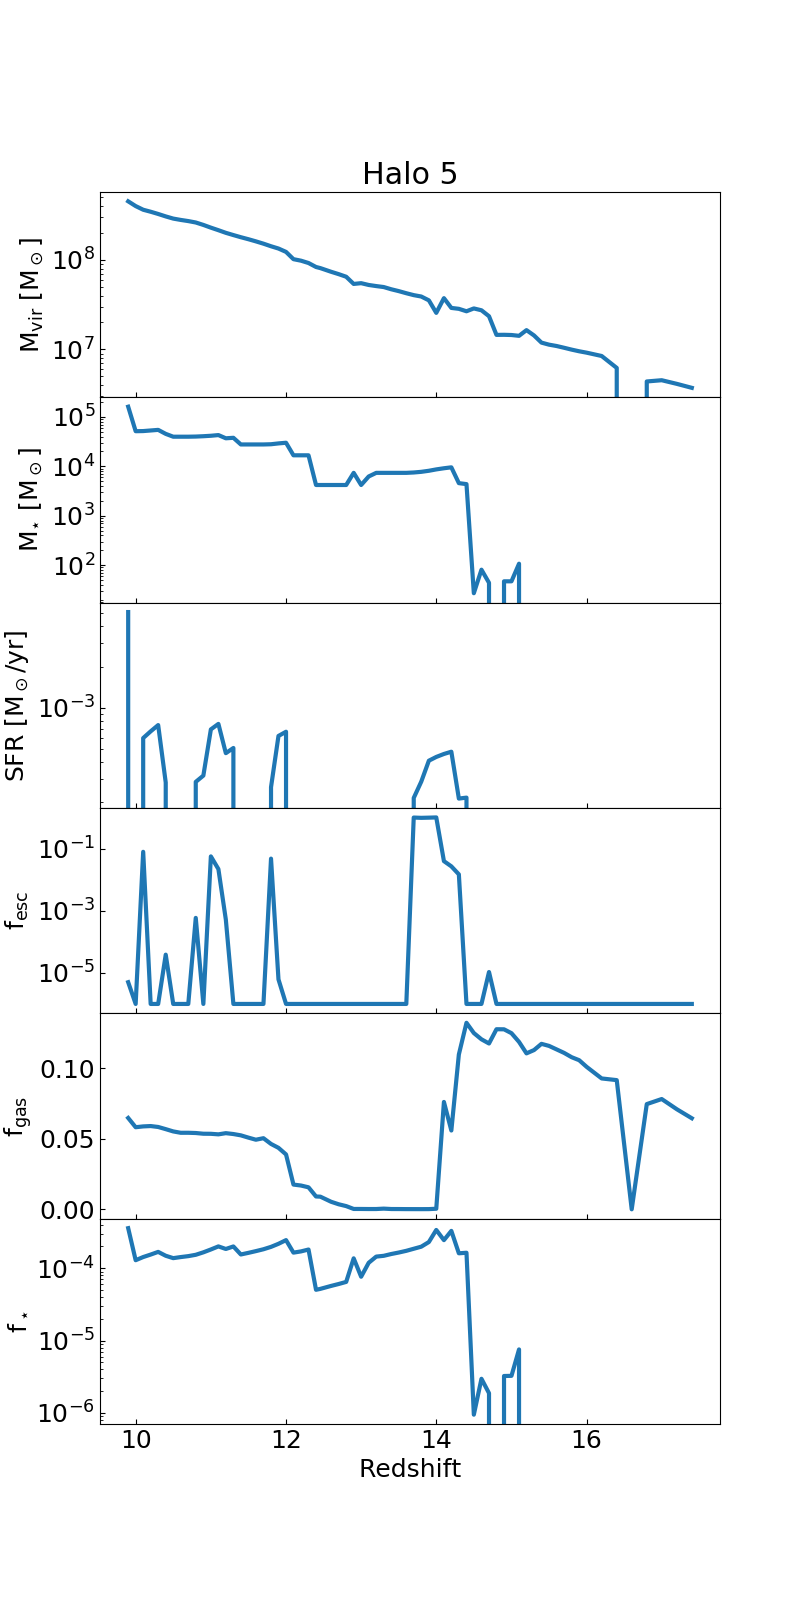 Halo 5
M_vir [M_⊙]
10^8
10^7
M_⋆ [M_⊙]
10^5
10^4
10^3
10^2
SFR [M_⊙/yr]
10^−3
f_esc
10^−1
10^−3
10^−5
f_gas
0.10
0.05
0.00
f_⋆
10^−4
10^−5
10^−6
10 12 14 16
Redshift